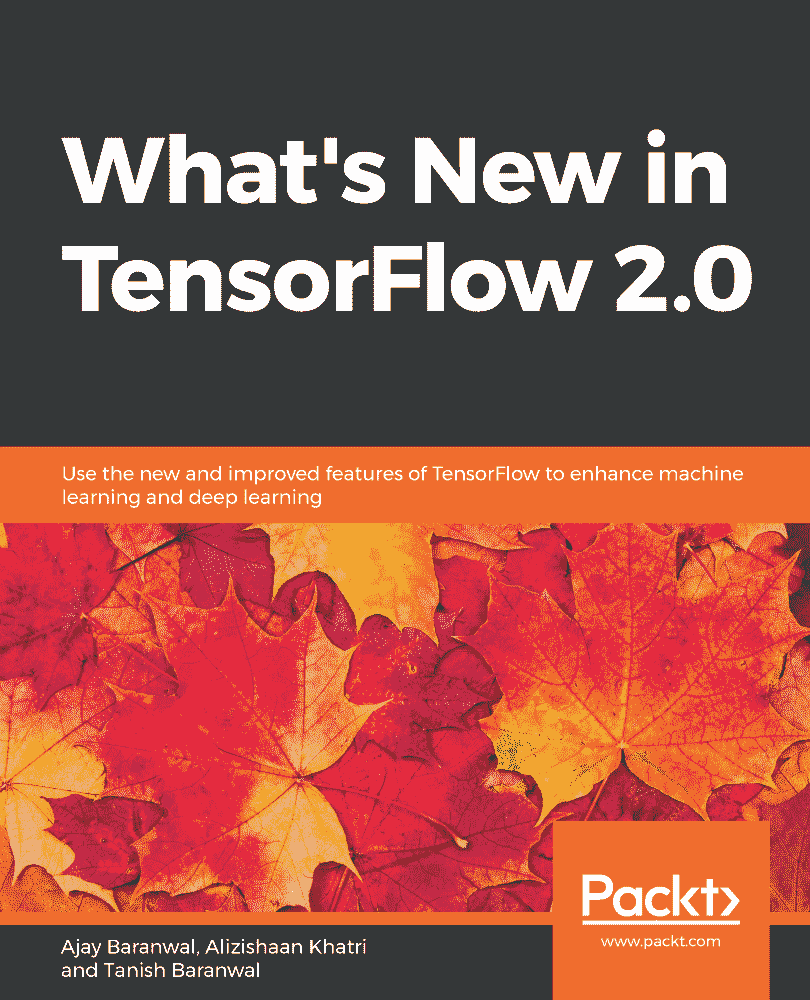 What's New in
TensorFlow 2.0
Use the new and improved features of TensorFlow to enhance machine
learning and deep learning
Ajay Baranwal, Alizishaan Khatri
and Tanish Baranwal
Packt>
www.packt.com